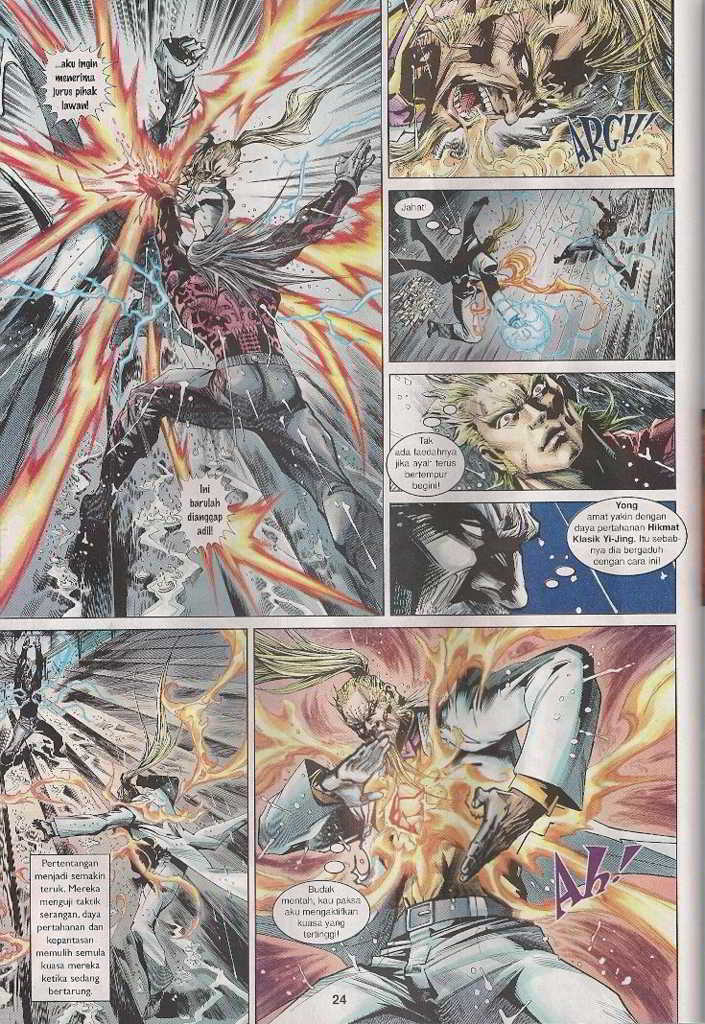 ...aku ingin
menerima
jurus pihak
lawan!
Ini
barulah
dianggap
adil!
ARGH!
Jahat!
Tak
ada faedahnya
jika ayah terus
bertempur
begini!
Yong
amat yakin dengan
daya pertahanan Hikmat
Klasik Yi-Jing. Itu sebab-
nya dia bergaduh
dengan cara ini!
Pertentangan
menjadi semakin
teruk. Mereka
menguji taktik
serangan, daya
pertahanan dan
kepantasan
memulih semula
kuasa mereka
ketika sedang
bertarung.
Budak
mentah, kau paksa
aku mengaktifkan
kuasa yang
tertinggi!
Ah!
24